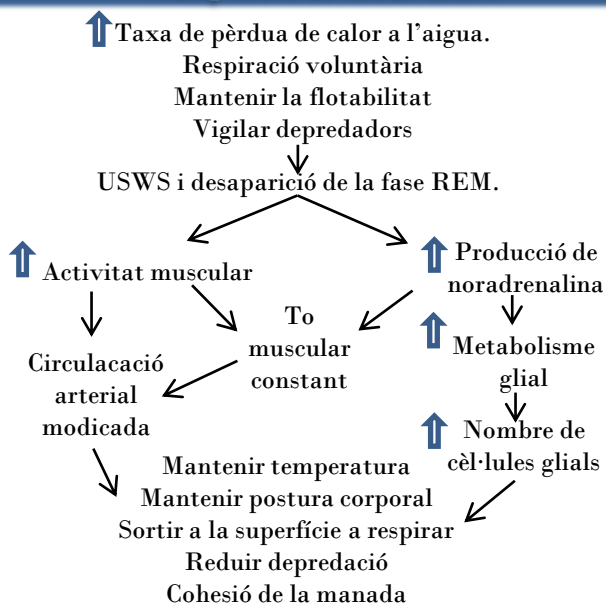 Taxa de pèrdua de calor a l'aigua.
Respiració voluntària
Mantenir la flotabilitat
Vigilar depredadors
USWS i desaparició de la fase REM.
Activitat muscular
Producció de
noradrenalina
To
muscular
constant
Metabolisme
glial
Circulacació
arterial
modicada
Nombre de
cèl·lules glials
Mantenir temperatura
Mantenir postura corporal
Sortir a la superfície a respirar
Reduir depredació
Cohesió de la manada